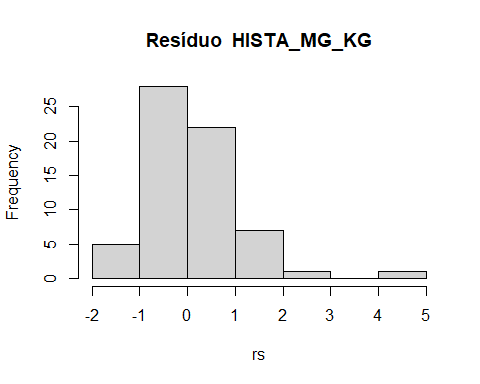 Resíduo HISTA_MG_KG
Frequency
0 5 10 15 20 25
-2 -1 0 1 2 3 4 5
rs